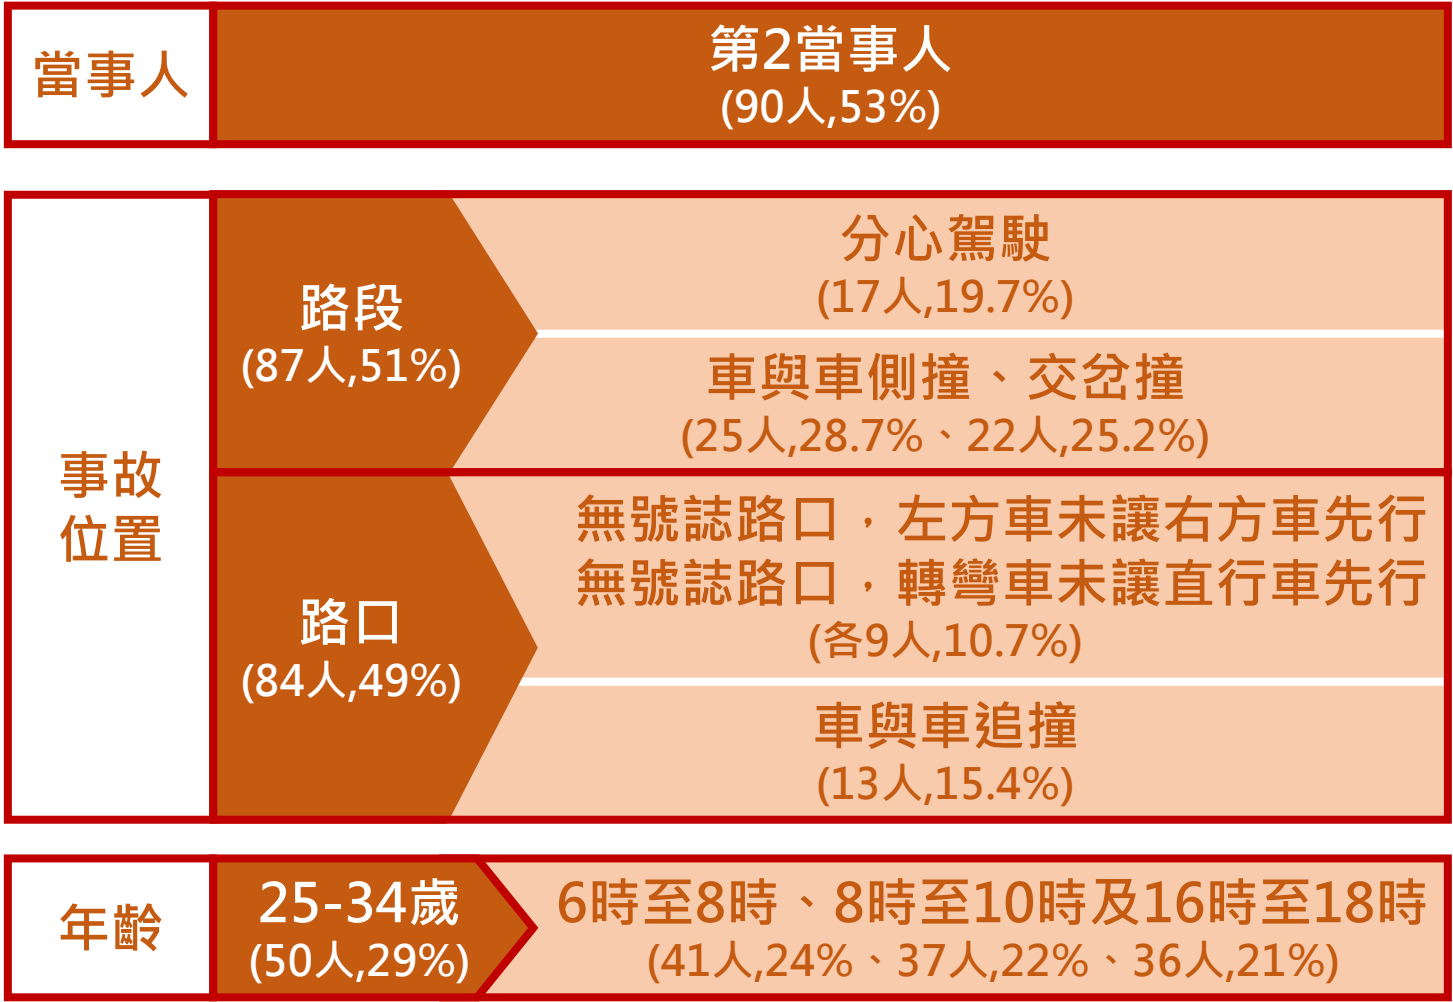 當事人
第2當事人
(90人,53%)
事故
位置
路段
(87人,51%)
分心駕駛
(17人,19.7%)
車與車側撞、交岔撞
(25人,28.7%、22人,25.2%)
路口
(84人,49%)
無號誌路口，左方車未讓右方車先行
無號誌路口，轉彎車未讓直行車先行
(各9人,10.7%)
車與車追撞
(13人,15.4%)
年齡
25-34歲
(50人,29%)
6時至8時、8時至10時及16時至18時
(41人,24%、37人,22%、36人,21%)